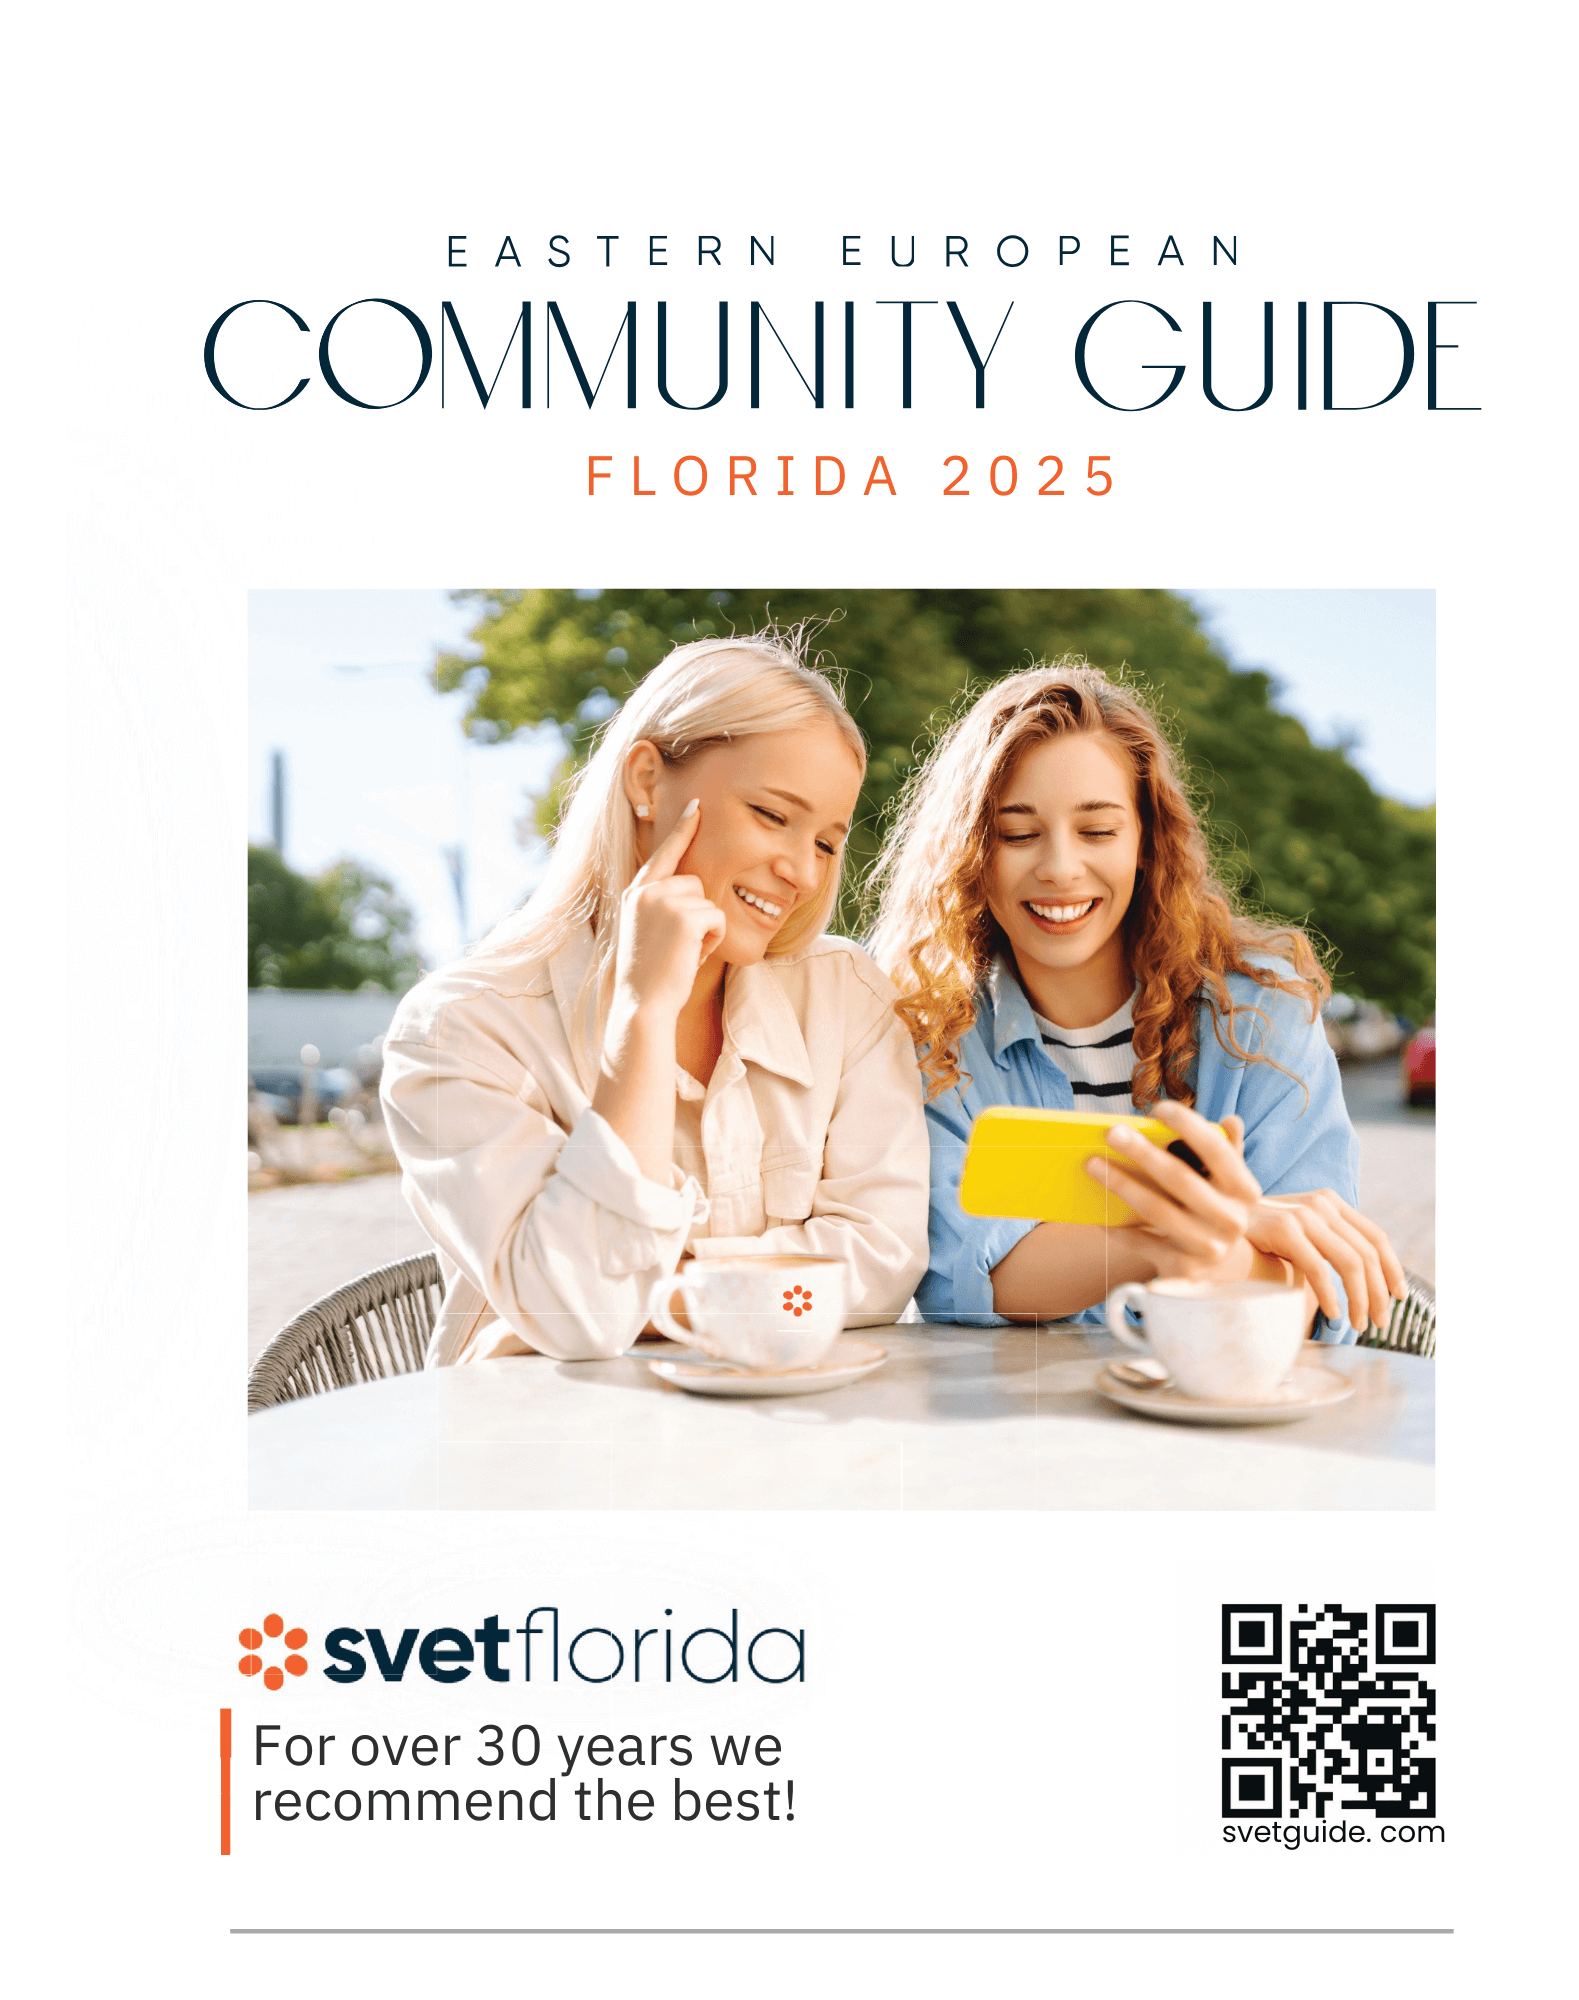 EASTERN EUROPEAN
COMMUNITY GUIDE
FLORIDA 2025
svetflorida
For over 30 years we
recommend the best!
svetguide. com